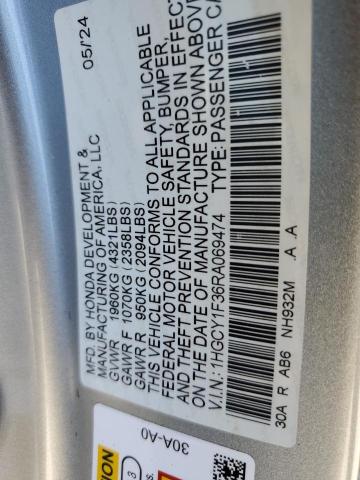 MFD. BY HONDA DEVELOPMENT & 05/24
MANUFACTURING OF AMERICA, LLC
GVWR 1960KG (4321LBS)
GAWR F 1070KG (2358LBS)
GAWR R 950KG (2094LBS)
THIS VEHICLE CONFORMS TO ALL APPLICABLE
FEDERAL MOTOR VEHICLE SAFETY, BUMPER,
AND THEFT PREVENTION STANDARDS IN EFFECT
ON THE DATE OF MANUFACTURE SHOWN ABOVE
V.I.N: 1HGCY1F36RA069474 TYPE: PASSENGER CA
30A R AB6 NH932M A A
30A-A0
3